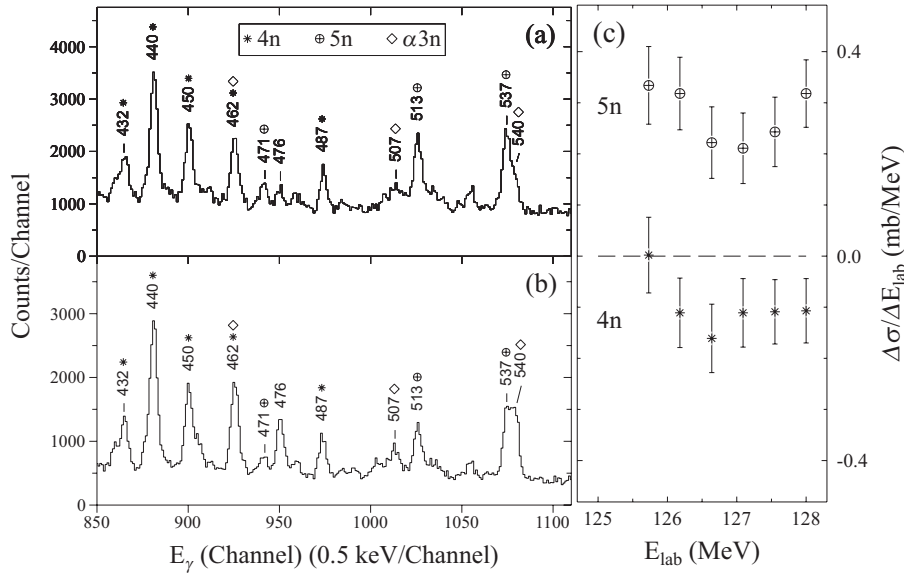 4000
3000
2000
1000
0
432 *
440 *
450 *
462 * ◇
471 ⊕
476
487 *
507 ◇
513 ⊕
537 ⊕
540 ◇
* 4n ⊕ 5n ◇ α3n
(a)
Counts/Channel
3000
2000
1000
0
432 *
440 *
450 *
462 * ◇
471 ⊕
476
487 *
507 ◇
513 ⊕
537 ⊕
540 ◇
(b)
850 900 950 1000 1050 1100
Eγ (Channel) (0.5 keV/Channel)
(c)
5n
4n
0.4
0.0
-0.4
Δσ/ΔElab (mb/MeV)
125 126 127 128
Elab (MeV)